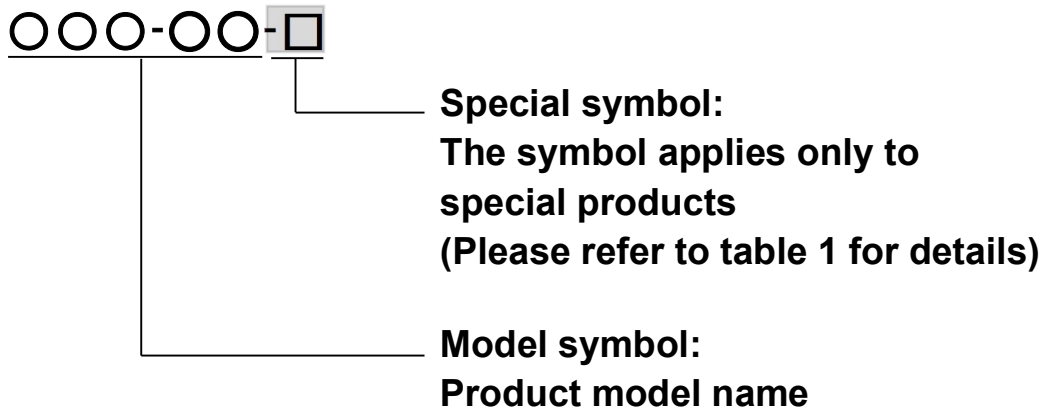 ○○○-○○-□
Special symbol:
The symbol applies only to
special products
(Please refer to table 1 for details)
Model symbol:
Product model name